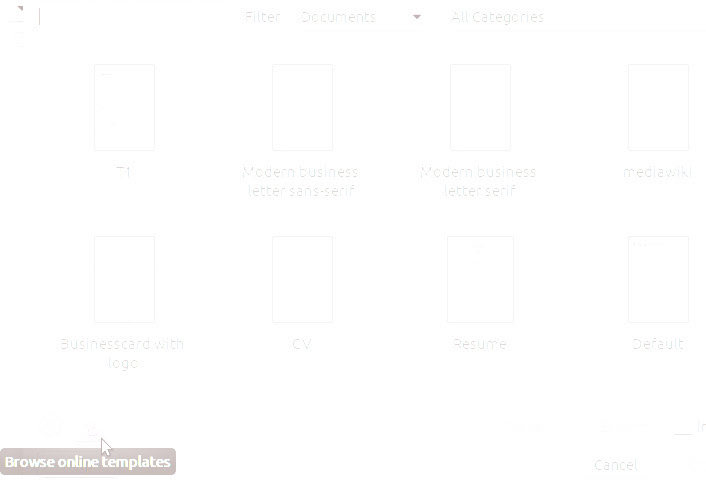 Filter Documents All Categories
T1
Modern business
letter sans-serif
Modern business
letter serif
mediawiki
Businesscard with
logo
CV
Resume
Default
Browse online templates
Cancel